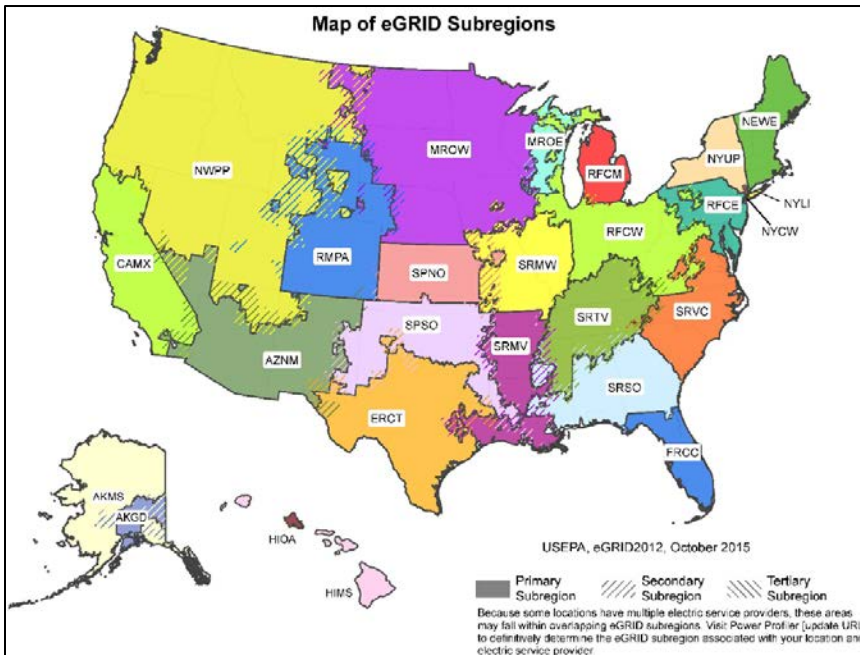 Map of eGRID Subregions
NWPP
MROW
MROE
RFCM
NEWE
NYUP
RFCE
NYLI
NYCW
CAMX
RMPA
SPNO
SRMW
RFCW
SRVC
AZNM
SPSO
SRMV
SRTV
SRSO
ERCT
FRCC
AKMS
AKGD
HIOA
HIMS
USEPA, eGRID2012, October 2015
Primary Subregion
Secondary Subregion
Tertiary Subregion
Because some locations have multiple electric service providers, these areas
may fall within overlapping eGRID subregions. Visit Power Profiler [update URL
to definitively determine the eGRID subregion associated with your location and
electric service provider